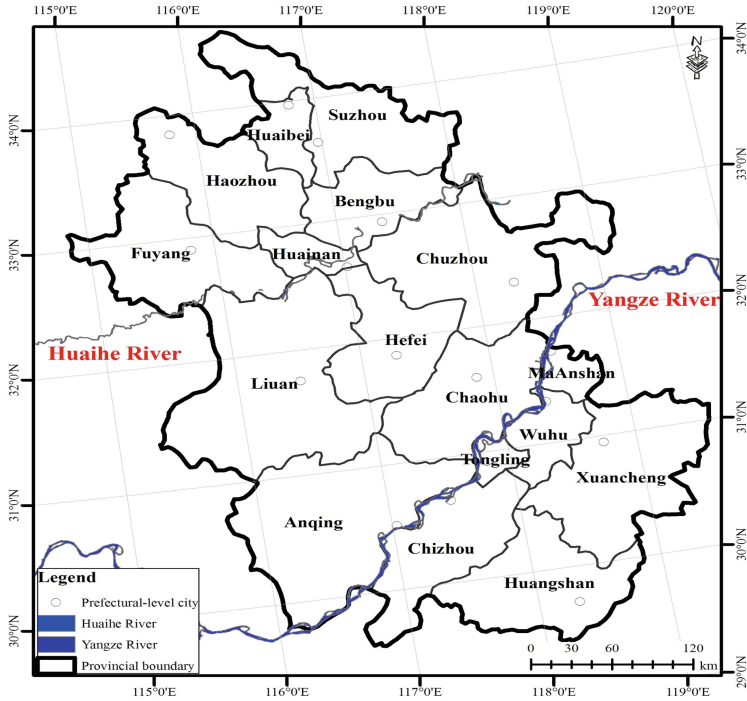 115°0'E 116°0'E 117°0'E 118°0'E 119°0'E 120°0'E
34°0'N
N
Suzhou
34°0'N
Huaibei
33°0'N
Haozhou
Bengbu
33°0'N
Fuyang
Huainan
Chuzhou
32°0'N
Yangze River
Huaihe River
Hefei
32°0'N
MaAnshan
Liuan
Chaohu
31°0'N
Wuhu
Tongling
Xuancheng
31°0'N
Anqing
30°0'N
Chizhou
Legend
Huangshan
Prefectural-level city
Huaihe River
30°0'N
Yangze River
0 30 60 120
km
Provincial boundary
29°0'N
115°0'E 116°0'E 117°0'E 118°0'E 119°0'E